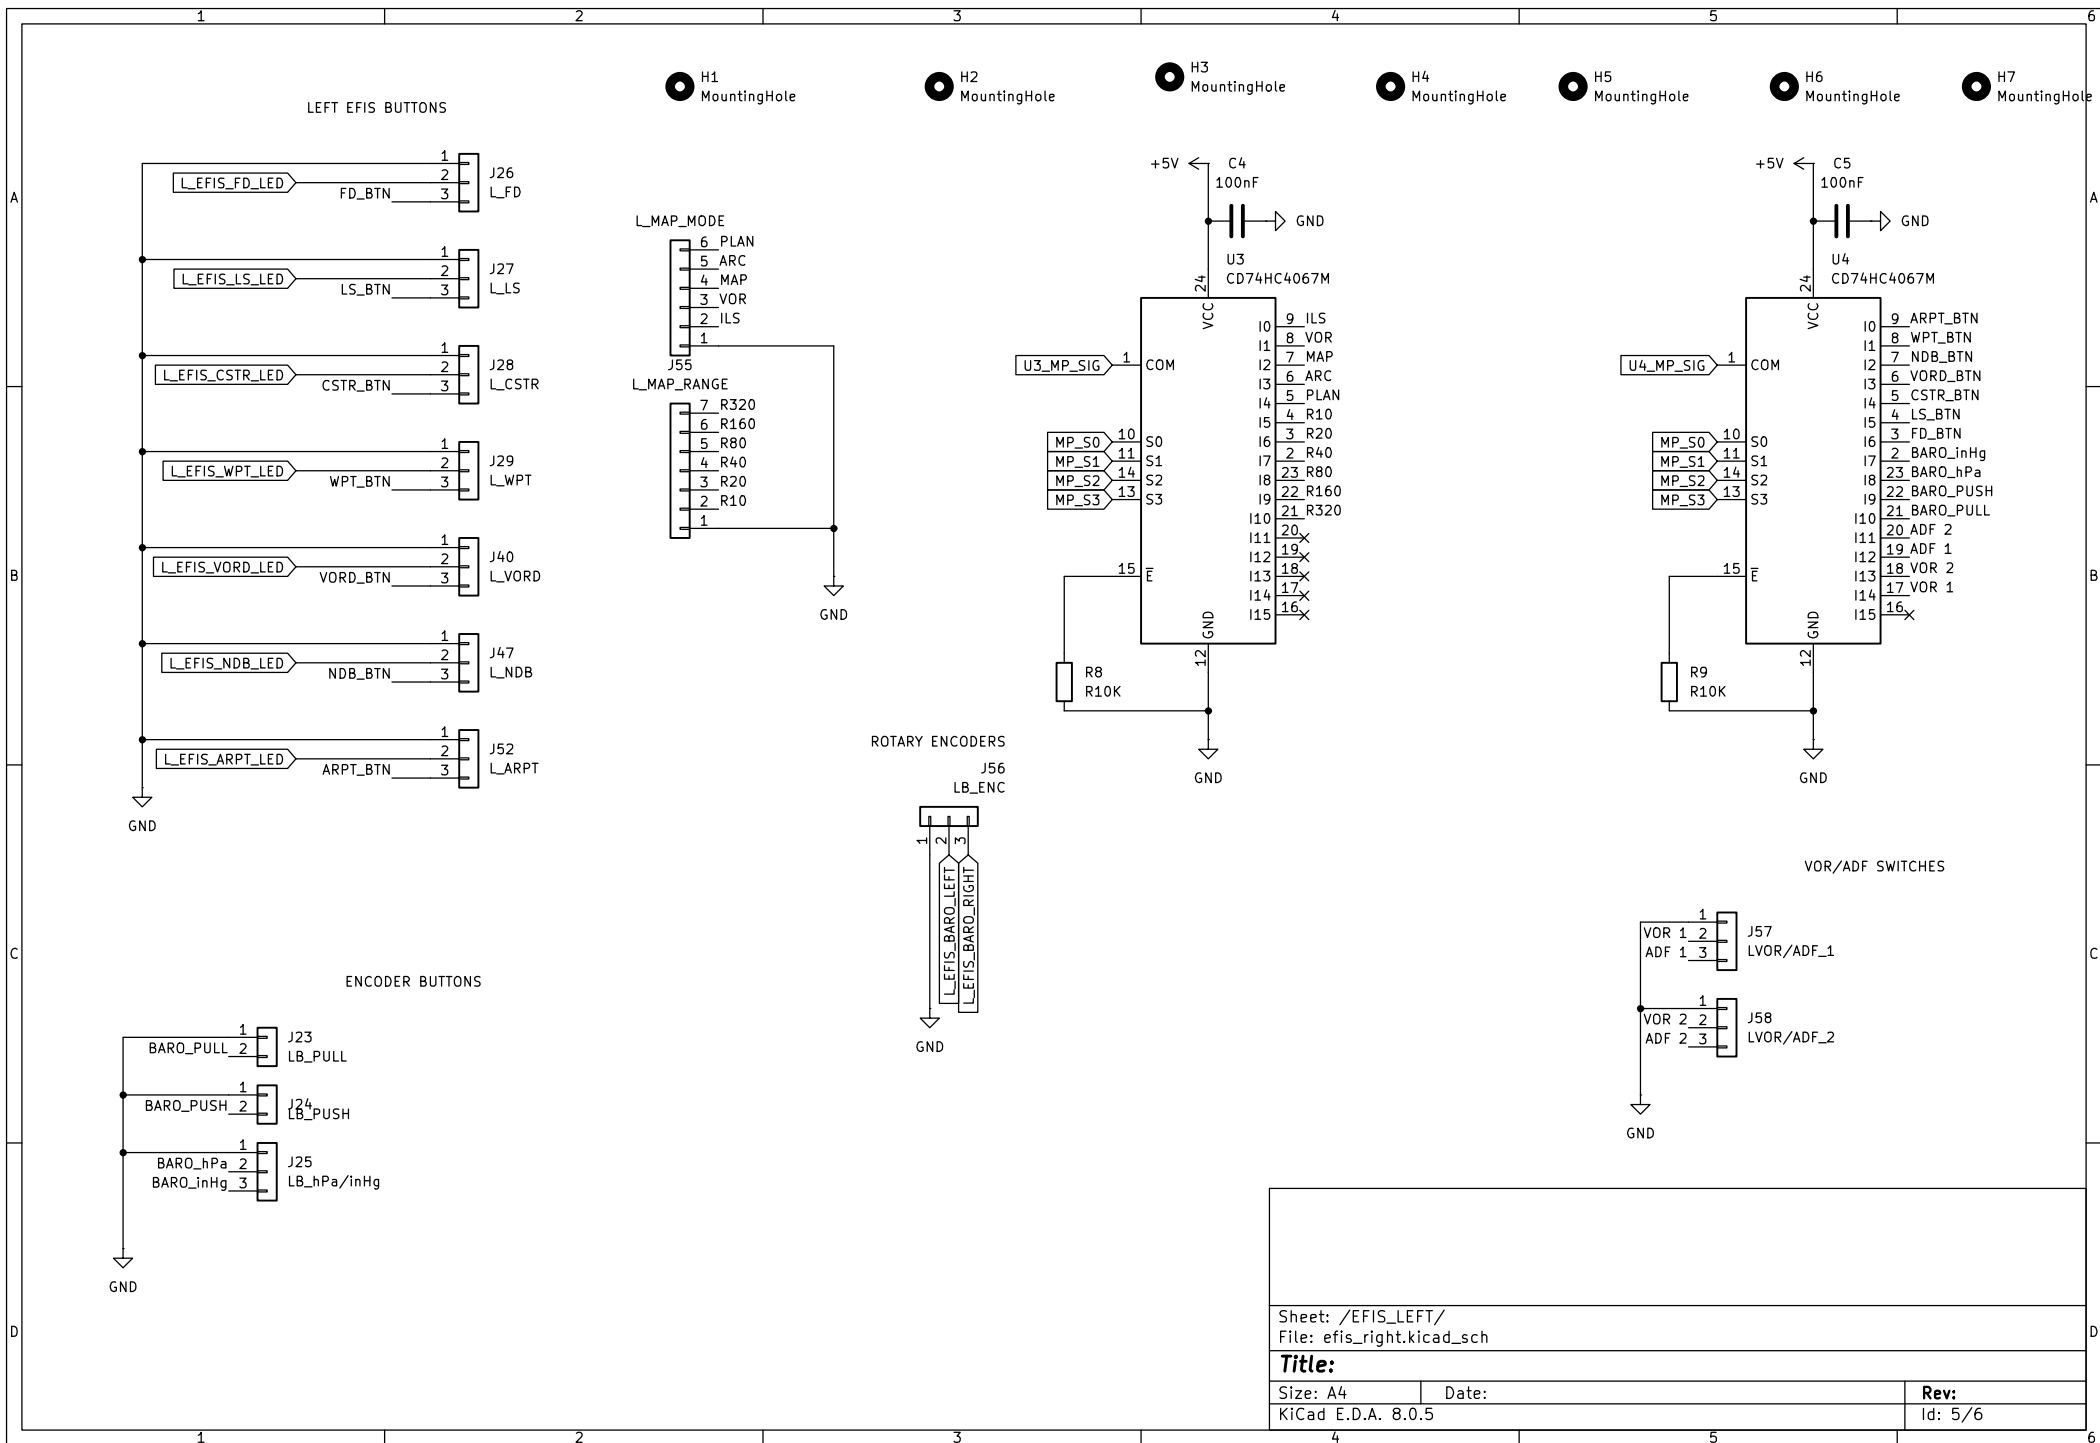 1 2 3 4 5 6
H1
MountingHole
H2
MountingHole
H3
MountingHole
H4
MountingHole
H5
MountingHole
H6
MountingHole
H7
MountingHole
A
B
C
D
LEFT EFIS BUTTONS
1
L_EFIS_FD_LED 2
FD_BTN 3
J26
L_FD
1
L_EFIS_LS_LED 2
LS_BTN 3
J27
L_LS
1
L_EFIS_CSTR_LED 2
CSTR_BTN 3
J28
L_CSTR
1
L_EFIS_WPT_LED 2
WPT_BTN 3
J29
L_WPT
1
L_EFIS_VORD_LED 2
VORD_BTN 3
J40
L_VORD
1
L_EFIS_NDB_LED 2
NDB_BTN 3
J47
L_NDB
1
L_EFIS_ARPT_LED 2
ARPT_BTN 3
J52
L_ARPT
GND
L_MAP_MODE
6 PLAN
5 ARC
4 MAP
3 VOR
2 ILS
1
J55
L_MAP_RANGE
7 R320
6 R160
5 R80
4 R40
3 R20
2 R10
1
GND
+5V
C4
100nF
GND
U3
CD74HC4067M
24
VCC
U3_MP_SIG 1 COM
MP_S0 10 S0
MP_S1 11 S1
MP_S2 14 S2
MP_S3 13 S3
15 E
I0 9 ILS
I1 8 VOR
I2 7 MAP
I3 6 ARC
I4 5 PLAN
I5 4 R10
I6 3 R20
I7 2 R40
I8 23 R80
I9 22 R160
I10 21 R320
I11 20
I12 19
I13 18
I14 17
I15 16
GND
12
R8
R10K
GND
+5V
C5
100nF
GND
U4
CD74HC4067M
24
VCC
U4_MP_SIG 1 COM
MP_S0 10 S0
MP_S1 11 S1
MP_S2 14 S2
MP_S3 13 S3
15 E
I0 9 ARPT_BTN
I1 8 WPT_BTN
I2 7 NDB_BTN
I3 6 VORD_BTN
I4 5 CSTR_BTN
I5 4 LS_BTN
I6 3 FD_BTN
I7 2 BARO_inHg
I8 23 BARO_hPa
I9 22 BARO_PUSH
I10 21 BARO_PULL
I11 20 ADF 2
I12 19 ADF 1
I13 18 VOR 2
I14 17 VOR 1
I15 16
GND
12
R9
R10K
GND
ROTARY ENCODERS
J56
LB_ENC
1
2
3
L_EFIS_BARO_LEFT
L_EFIS_BARO_RIGHT
GND
VOR/ADF SWITCHES
1
VOR 1 2
ADF 1 3
J57
LVOR/ADF_1
1
VOR 2 2
ADF 2 3
J58
LVOR/ADF_2
GND
ENCODER BUTTONS
1
BARO_PULL 2
J23
LB_PULL
1
BARO_PUSH 2
J24
LB_PUSH
1
BARO_hPa 2
BARO_inHg 3
J25
LB_hPa/inHg
GND
Sheet: /EFIS_LEFT/
File: efis_right.kicad_sch
Title:
Size: A4 Date: Rev:
KiCad E.D.A. 8.0.5 Id: 5/6
A
B
C
D
1 2 3 4 5 6